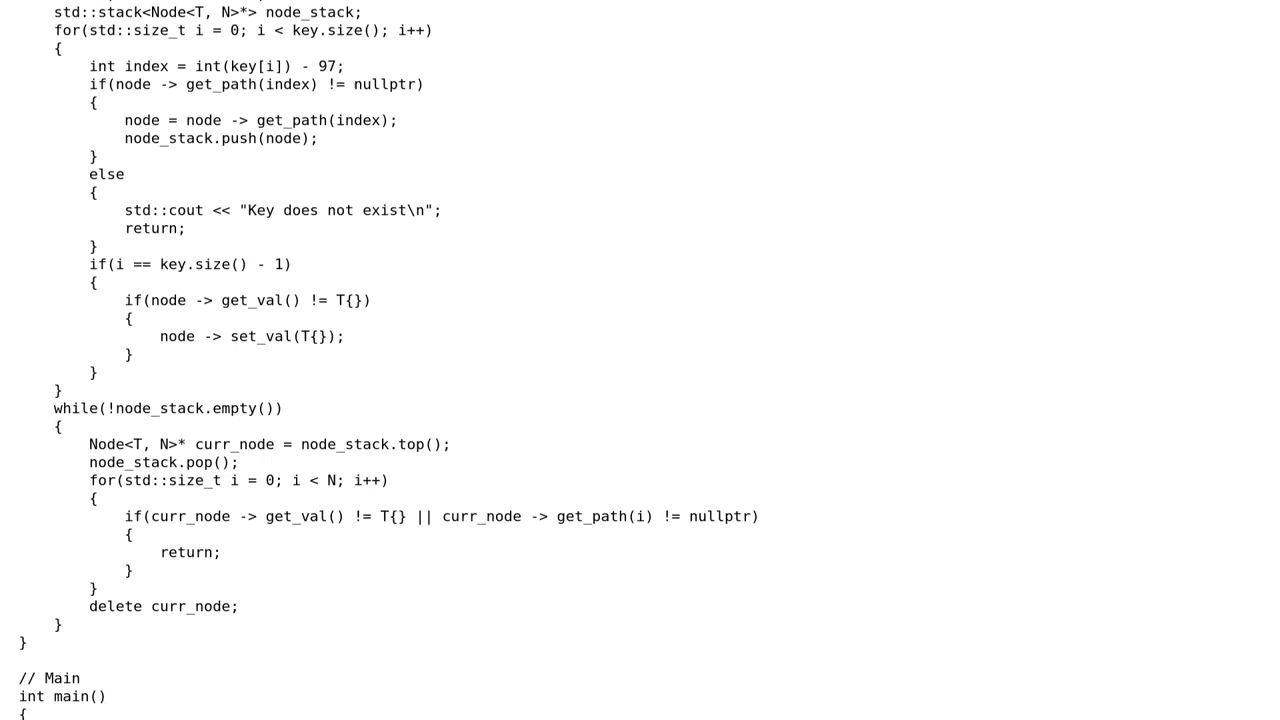 std::stack<Node<T, N>*> node_stack;
for(std::size_t i = 0; i < key.size(); i++)
{
int index = int(key[i]) - 97;
if(node -> get_path(index) != nullptr)
{
node = node -> get_path(index);
node_stack.push(node);
}
else
{
std::cout << "Key does not exist\n";
return;
}
if(i == key.size() - 1)
{
if(node -> get_val() != T{})
{
node -> set_val(T{});
}
}
}
while(!node_stack.empty())
{
Node<T, N>* curr_node = node_stack.top();
node_stack.pop();
for(std::size_t i = 0; i < N; i++)
{
if(curr_node -> get_val() != T{} || curr_node -> get_path(i) != nullptr)
{
return;
}
}
delete curr_node;
}
}
// Main
int main()
{